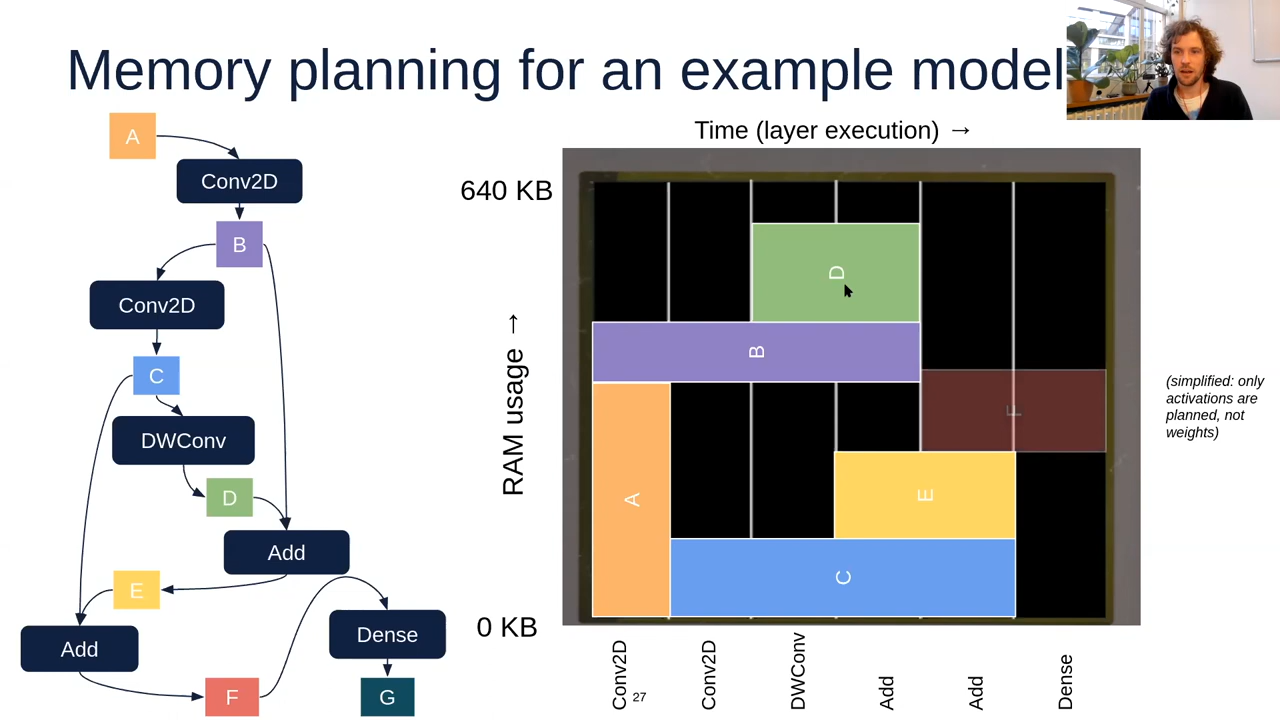 Memory planning for an example model
A
Conv2D
B
Conv2D
C
DWConv
D
Add
E
Add
Dense
F
G
Time (layer execution) →
640 KB
RAM usage →
0 KB
D
B
F
A
E
C
Conv2D
Conv2D
DWConv
Add
Add
Dense
27
(simplified: only
activations are
planned, not
weights)